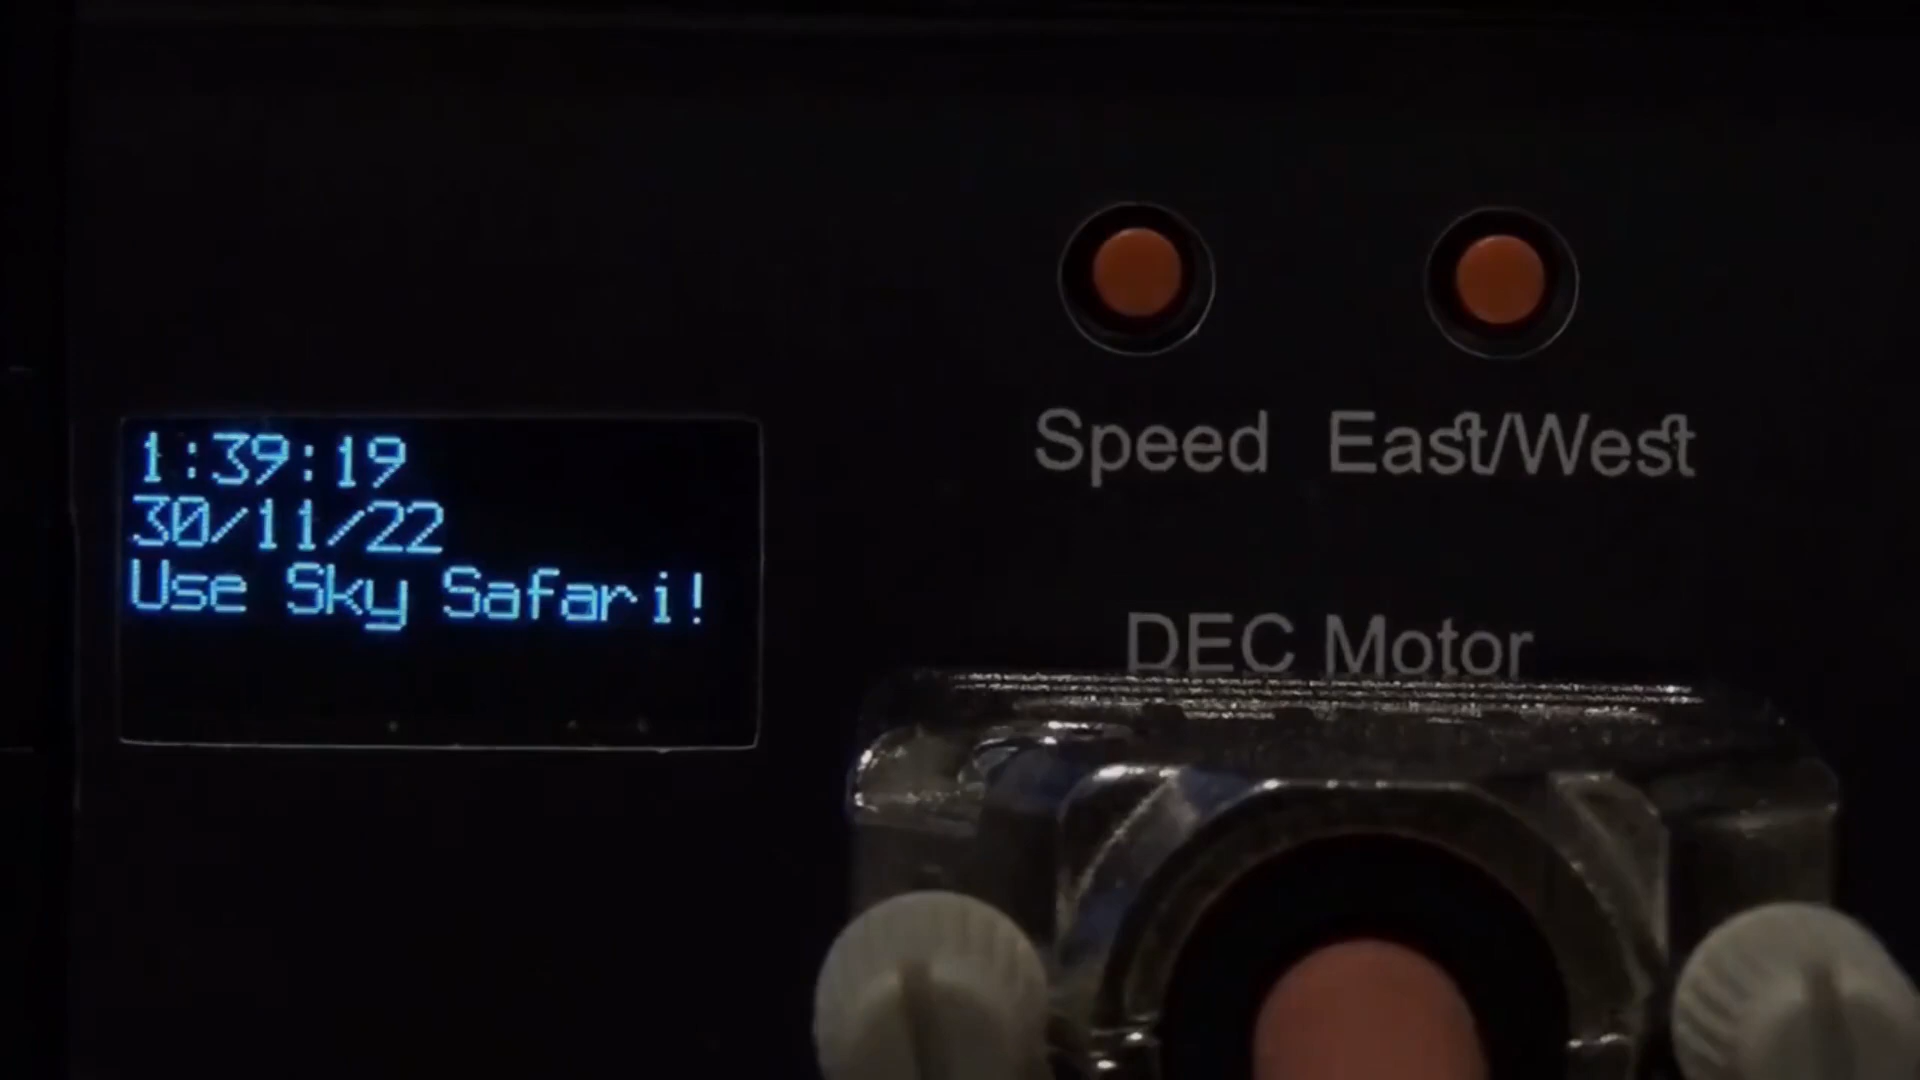 1:39:19
30/11/22
Use Sky Safari!
Speed East/West
DEC Motor